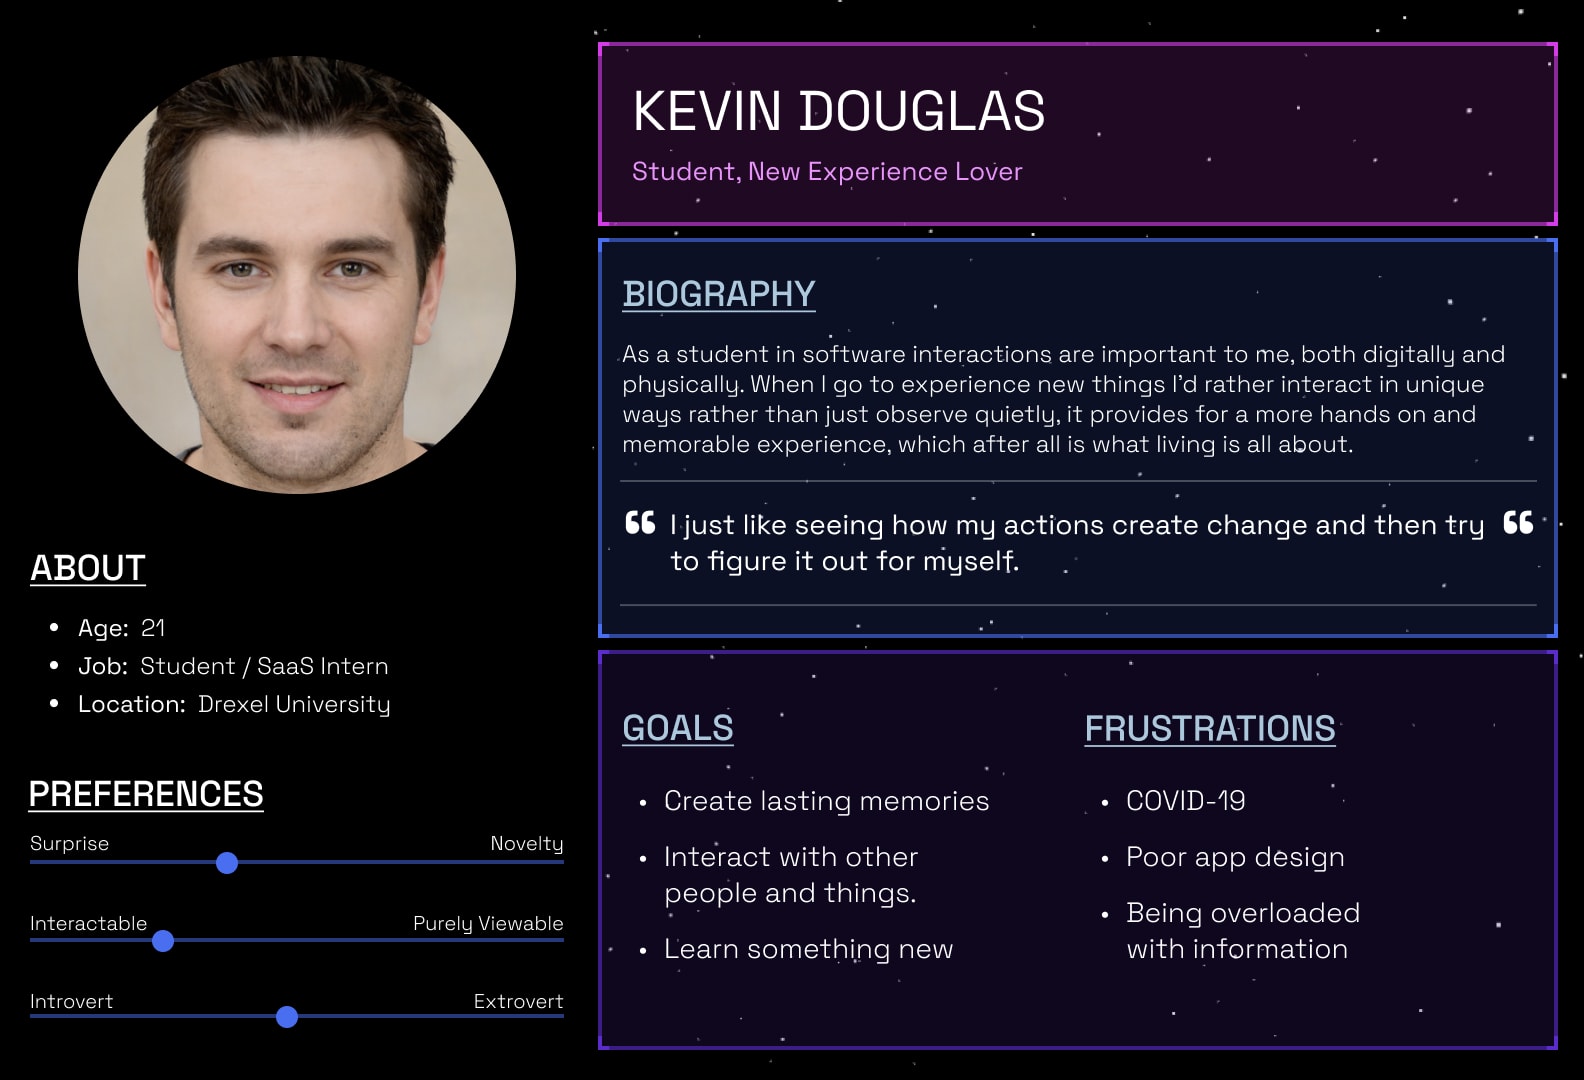 KEVIN DOUGLAS
Student, New Experience Lover
BIOGRAPHY
As a student in software interactions are important to me, both digitally and
physically. When I go to experience new things I'd rather interact in unique
ways rather than just observe quietly, it provides for a more hands on and
memorable experience, which after all is what living is all about.
“ I just like seeing how my actions create change and then try “
to figure it out for myself.
ABOUT
• Age: 21
• Job: Student / SaaS Intern
• Location: Drexel University
PREFERENCES
Surprise Novelty
Interactable Purely Viewable
Introvert Extrovert
GOALS
• Create lasting memories
• Interact with other
people and things.
• Learn something new
FRUSTRATIONS
• COVID-19
• Poor app design
• Being overloaded
with information